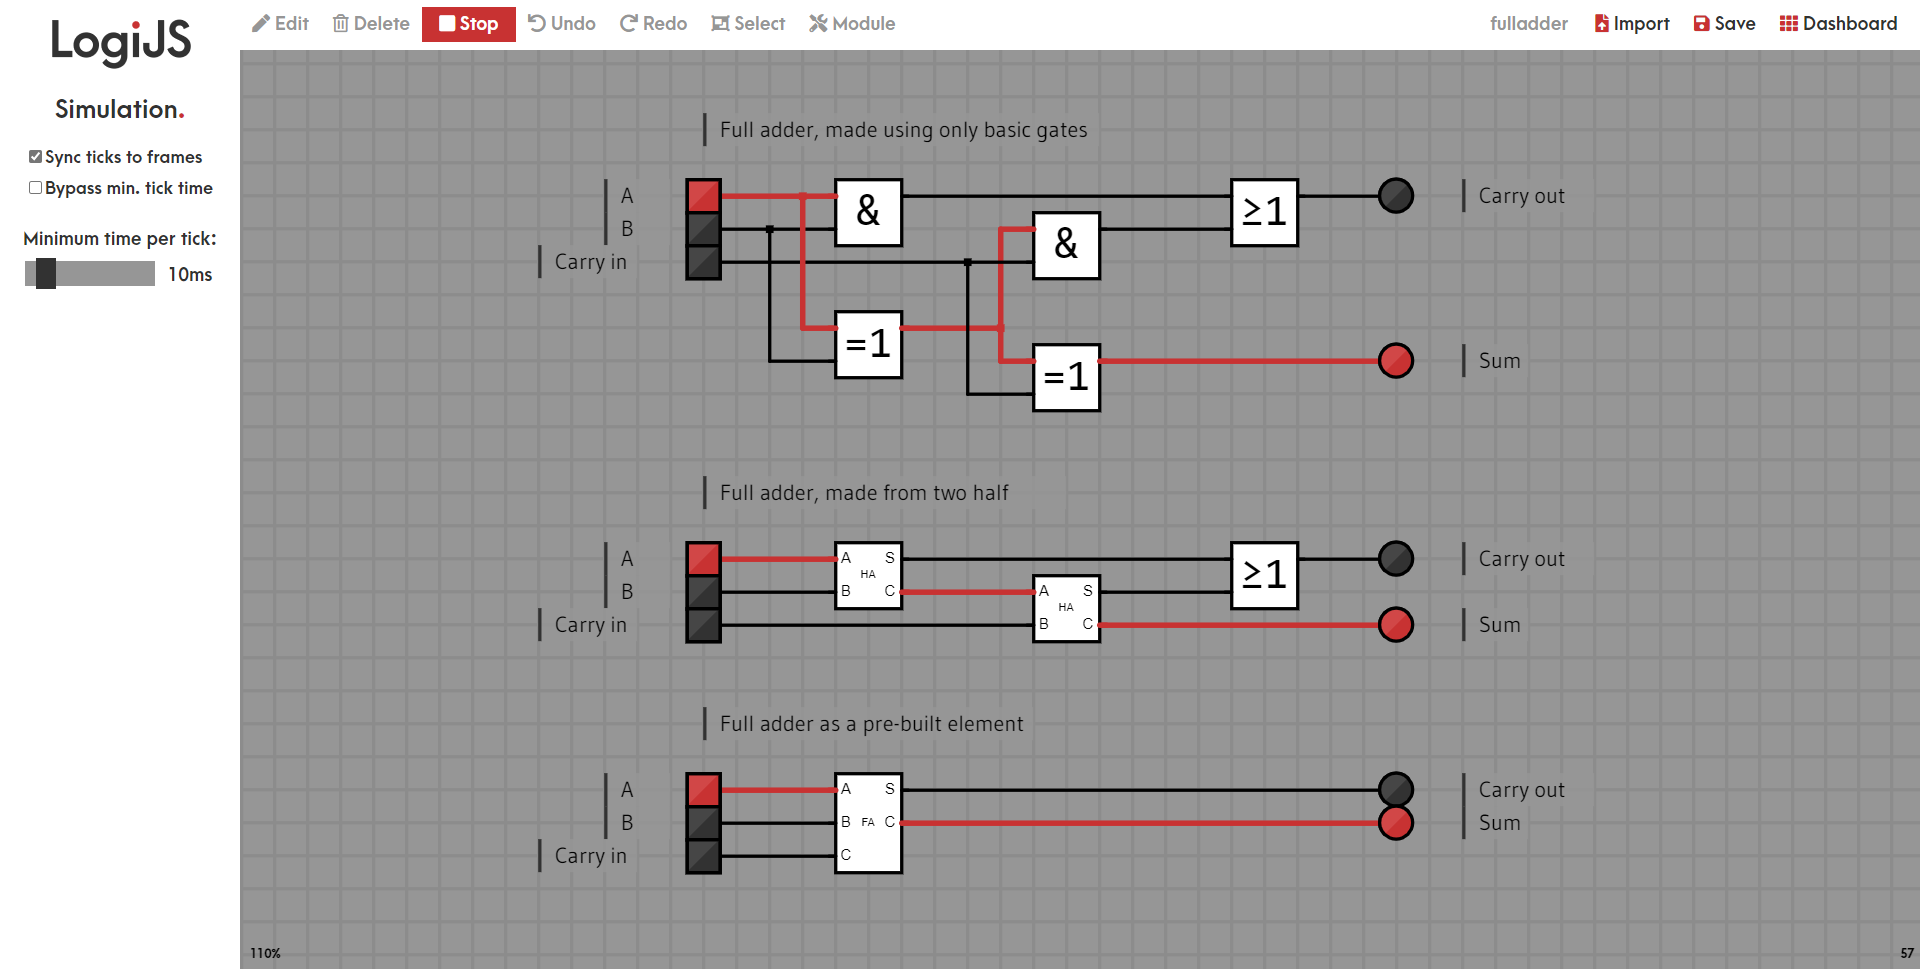 LogiJS
Edit Delete Stop Undo Redo Select Module
fulladder Import Save Dashboard
Simulation.
Sync ticks to frames
Bypass min. tick time
Minimum time per tick:
10ms
Full adder, made using only basic gates
A
B
Carry in
&
&
≥1
=1
=1
Carry out
Sum
Full adder, made from two half
A
B
Carry in
A S
HA
B C
A S
HA
B C
≥1
Carry out
Sum
Full adder as a pre-built element
A
B
Carry in
A S
B FA C
C
Carry out
Sum
110%
57